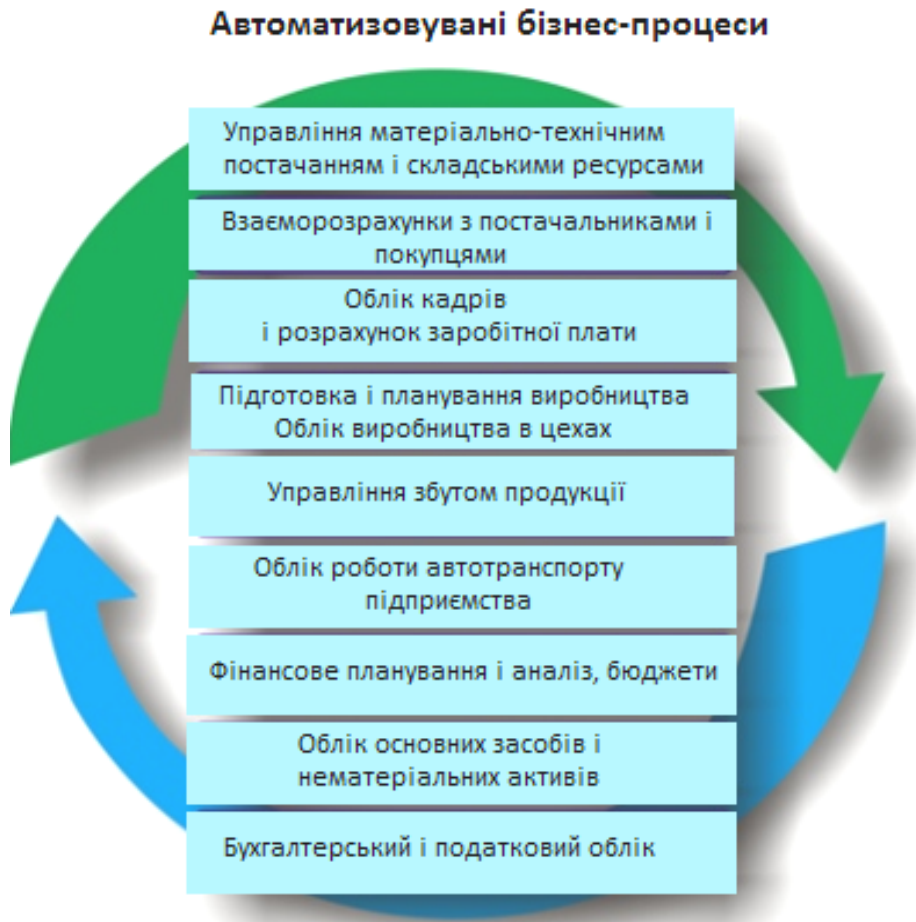 Автоматизовувані бізнес-процеси
Управління матеріально-технічним
постачанням і складськими ресурсами
Взаєморозрахунки з постачальниками і
покупцями
Облік кадрів
і розрахунок заробітної плати
Підготовка і планування виробництва
Облік виробництва в цехах
Управління збутом продукції
Облік роботи автотранспорту
підприємства
Фінансове планування і аналіз, бюджети
Облік основних засобів і
нематеріальних активів
Бухгалтерський і податковий облік